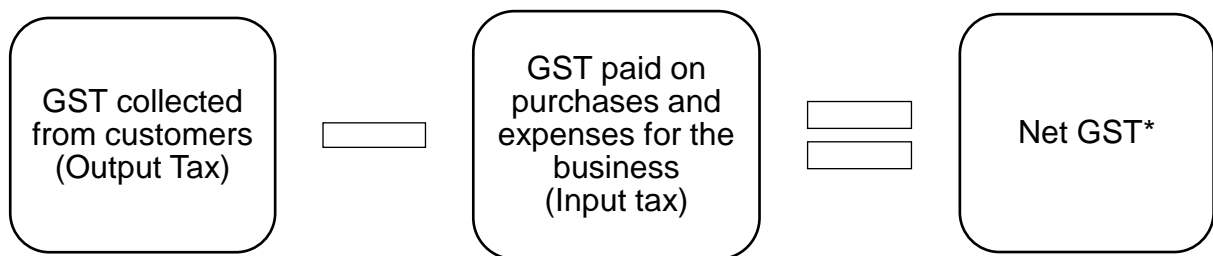 GST collected
from customers
(Output Tax)
GST paid on
purchases and
expenses for the
business
(Input tax)
Net GST*